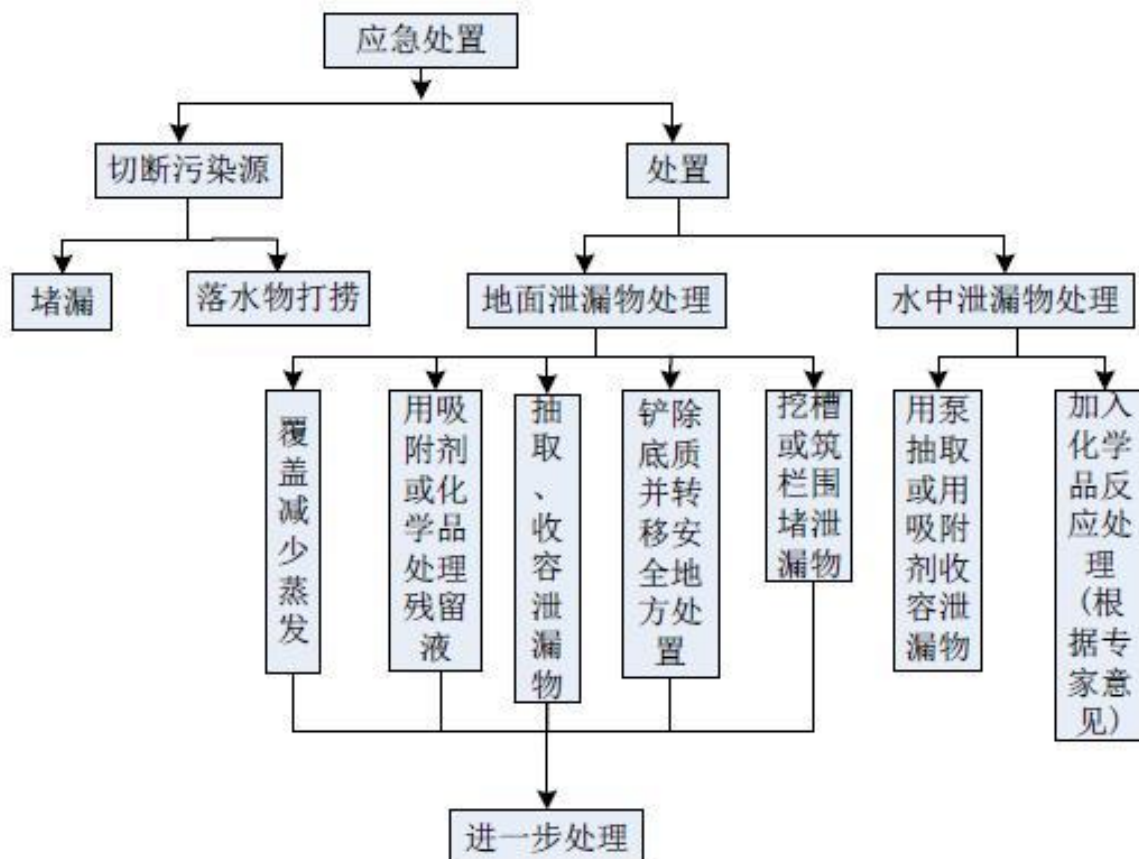 应急处置
切断污染源
处置
堵漏
落水物打捞
地面泄漏物处理
水中泄漏物处理
覆
盖
减
少
蒸
发
用吸
附剂
或化
学品
处理
残留
液
抽
取
、
收
容
泄
漏
物
铲除
底质
并转
移安
全地
方处
置
挖槽
或筑
栏围
堵泄
漏物
用泵
抽取
或用
吸附
剂收
容泄
漏物
加入
化学
品反
应处
理
（根
据专
家意
见）
进一步处理